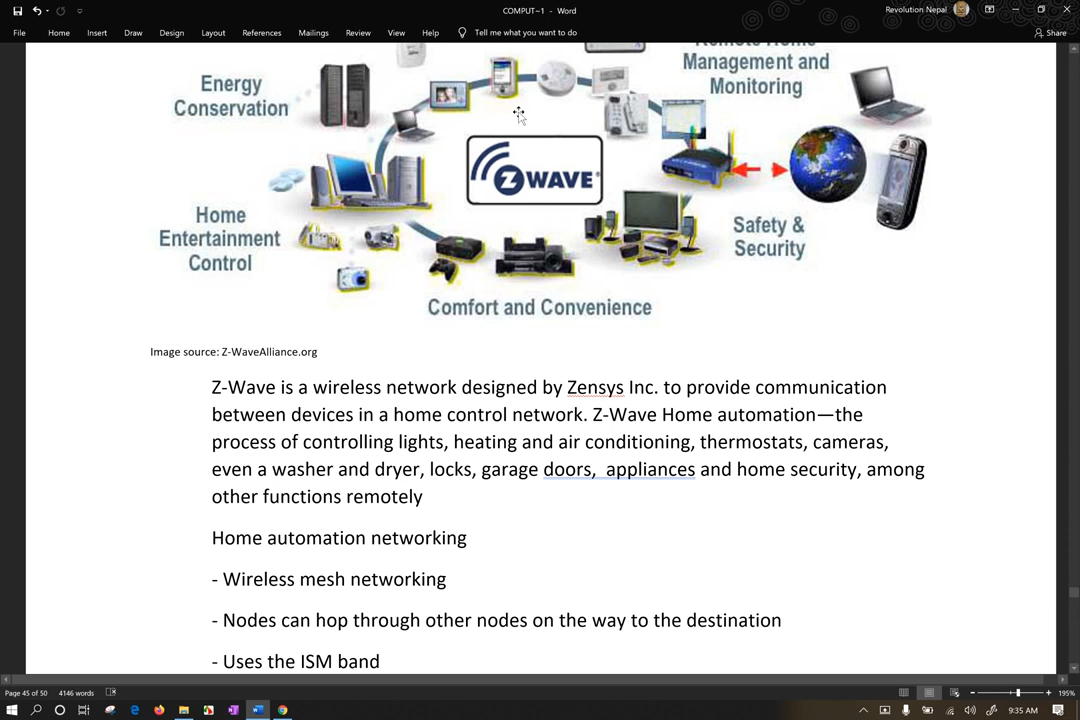 COMPUT~1 - Word
Revolution Nepal
File Home Insert Draw Design Layout References Mailings Review View Help Tell me what you want to do Share
Remote Home
Management and
Monitoring
Energy
Conservation
Z WAVE
Home
Entertainment
Control
Safety &
Security
Comfort and Convenience
Image source: Z-WaveAlliance.org
Z-Wave is a wireless network designed by Zensys Inc. to provide communication
between devices in a home control network. Z-Wave Home automation—the
process of controlling lights, heating and air conditioning, thermostats, cameras,
even a washer and dryer, locks, garage doors,  appliances and home security, among
other functions remotely
Home automation networking
- Wireless mesh networking
- Nodes can hop through other nodes on the way to the destination
- Uses the ISM band
Page 45 of 50 4146 words 195%
9:35 AM